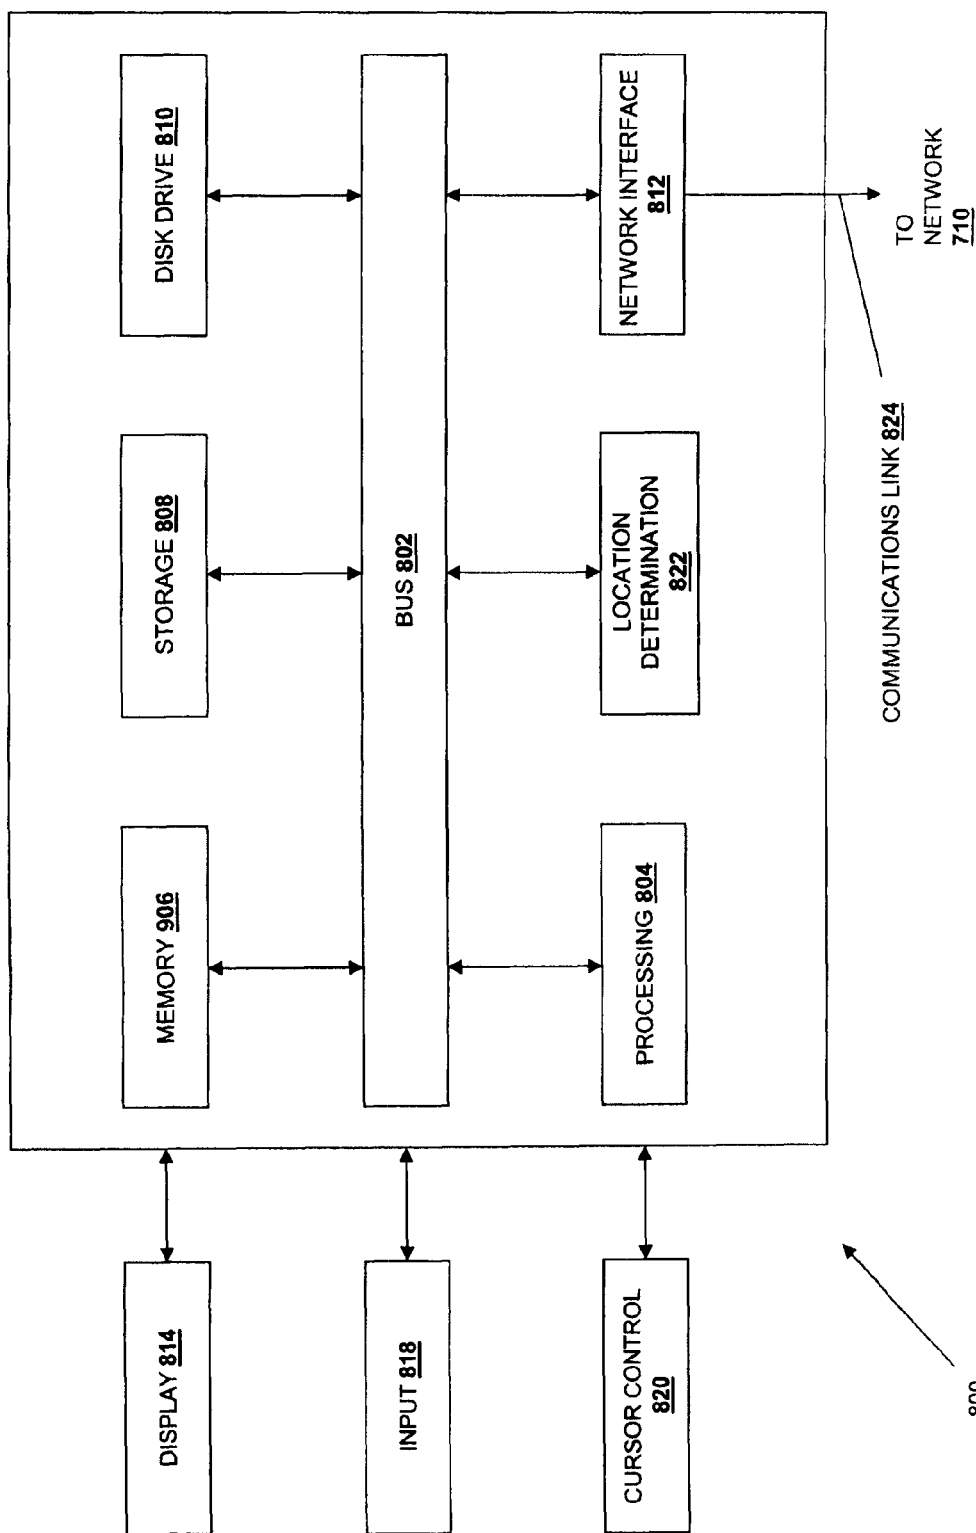 DISPLAY 814
INPUT 818
CURSOR CONTROL
820
MEMORY 906
STORAGE 808
DISK DRIVE 810
BUS 802
PROCESSING 804
LOCATION
DETERMINATION
822
NETWORK INTERFACE
812
COMMUNICATIONS LINK 824
TO
NETWORK
710